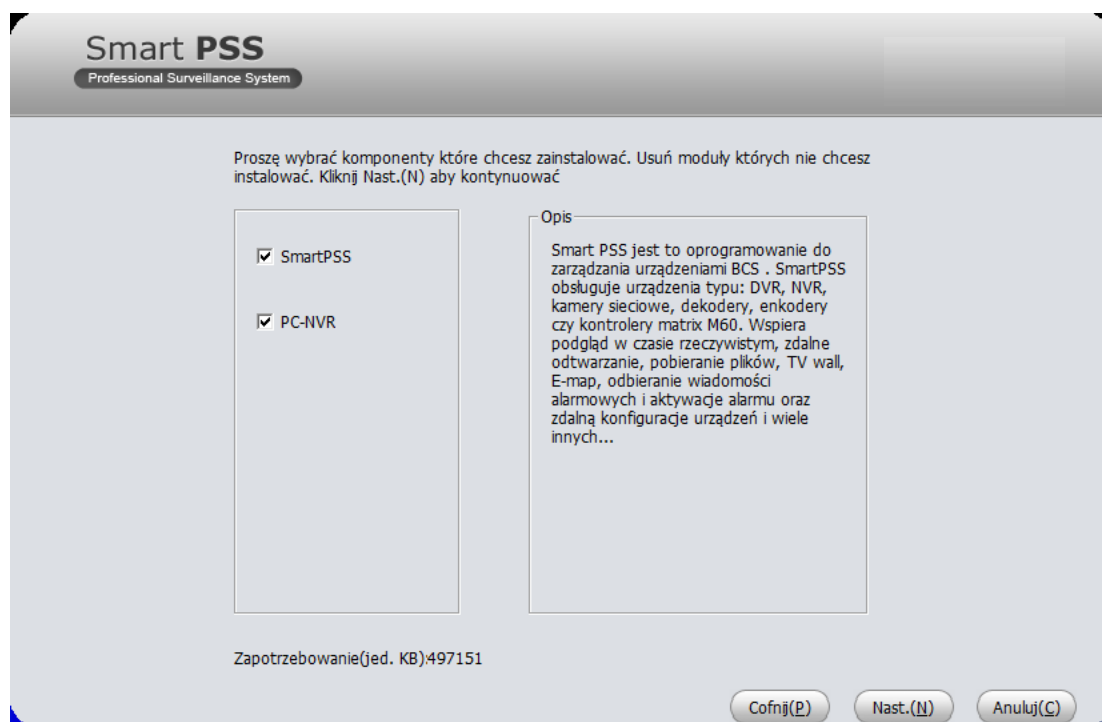 Smart PSS
Professional Surveillance System
Proszę wybrać komponenty które chcesz zainstalować. Usuń moduły których nie chcesz
instalować. Kliknij Nast.(N) aby kontynuować
SmartPSS
PC-NVR
Opis
Smart PSS jest to oprogramowanie do
zarządzania urządzeniami BCS . SmartPSS
obsługuje urządzenia typu: DVR, NVR,
kamery sieciowe, dekodery, enkodery
czy kontrolery matrix M60. Wspiera
podgląd w czasie rzeczywistym, zdalne
odtwarzanie, pobieranie plików, TV wall,
E-map, odbieranie wiadomości
alarmowych i aktywacje alarmu oraz
zdalną konfiguracje urządzeń i wiele
innych...
Zapotrzebowanie(jed. KB):497151
Cofnij(P)
Nast.(N)
Anuluj(C)